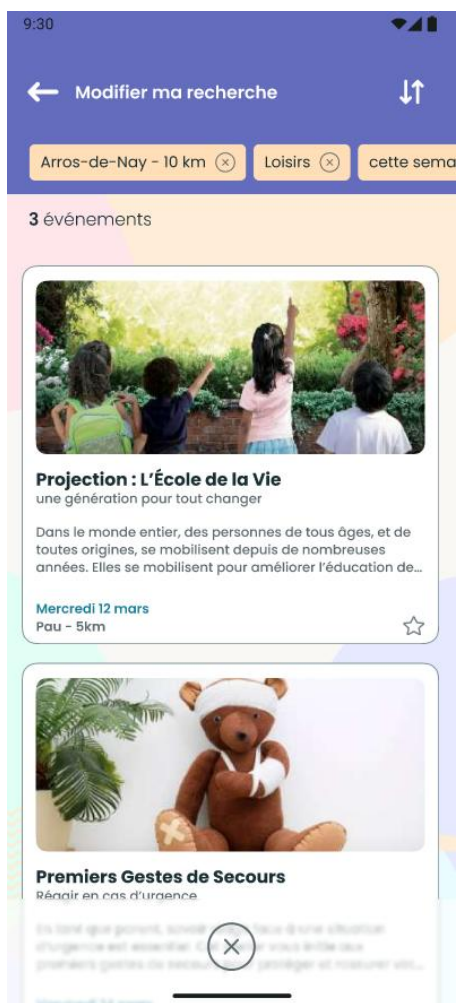 9:30
Modifier ma recherche
Arros-de-Nay - 10 km
Loisirs
cette sema
3 événements
Projection : L'École de la Vie
une génération pour tout changer
Dans le monde entier, des personnes de tous âges, et de
toutes origines, se mobilisent depuis de nombreuses
années. Elles se mobilisent pour améliorer l'éducation de...
Mercredi 12 mars
Pau - 5km
Premiers Gestes de Secours
Réagir en cas d'urgence